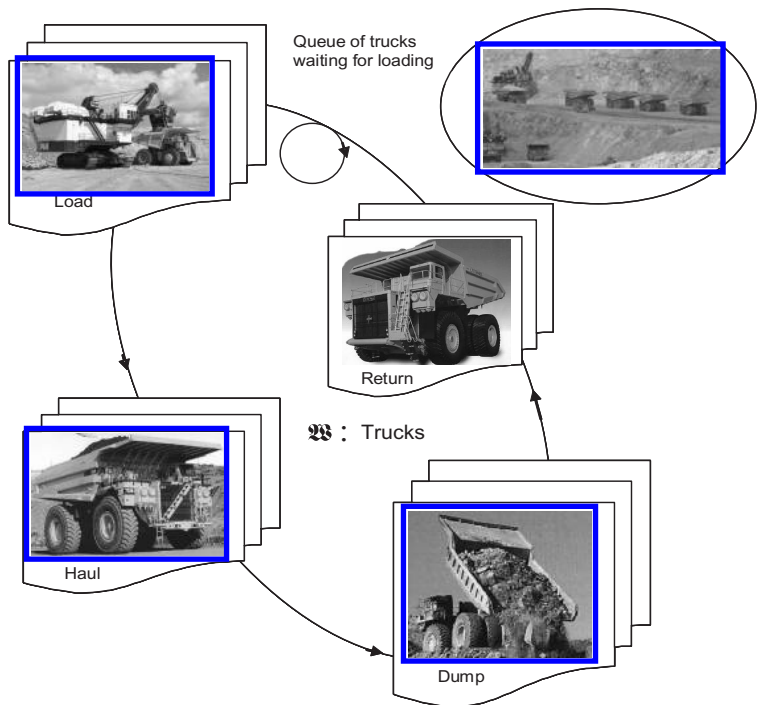 Queue of trucks
waiting for loading
Load
Return
𝕎 : Trucks
Haul
Dump